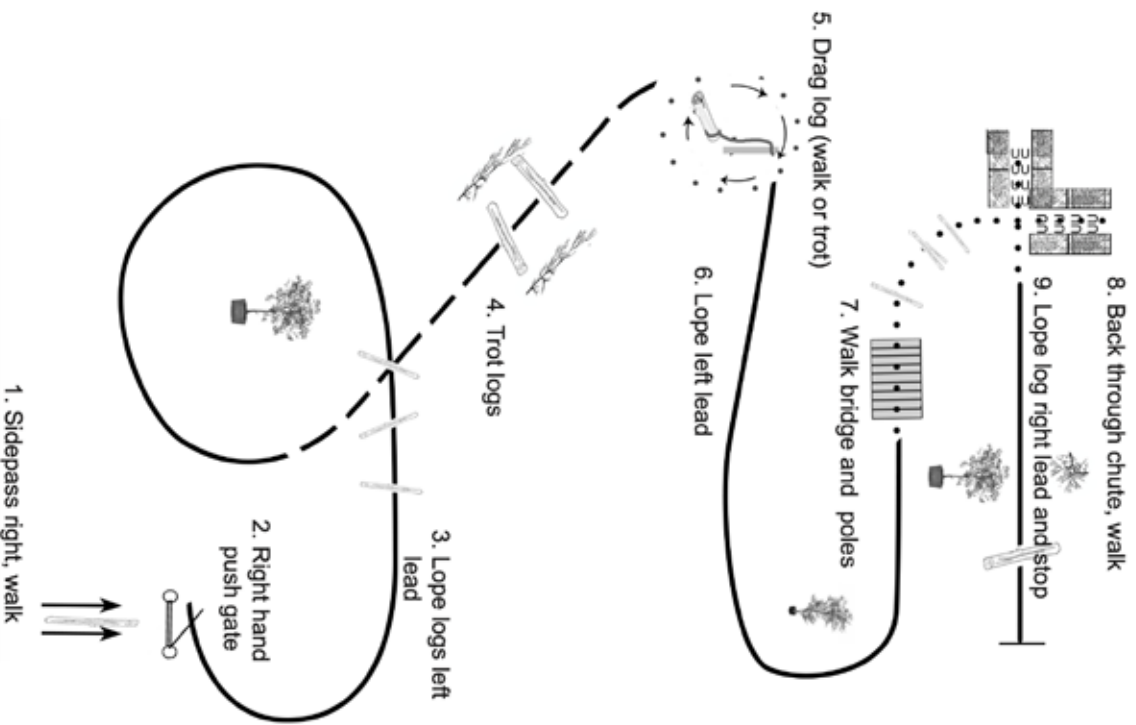 1. Sidepass right, walk
2. Right hand
push gate
3. Lope logs left
lead
4. Trot logs
5. Drag log (walk or trot)
6. Lope left lead
7. Walk bridge and poles
8. Back through chute, walk
9. Lope log right lead and stop